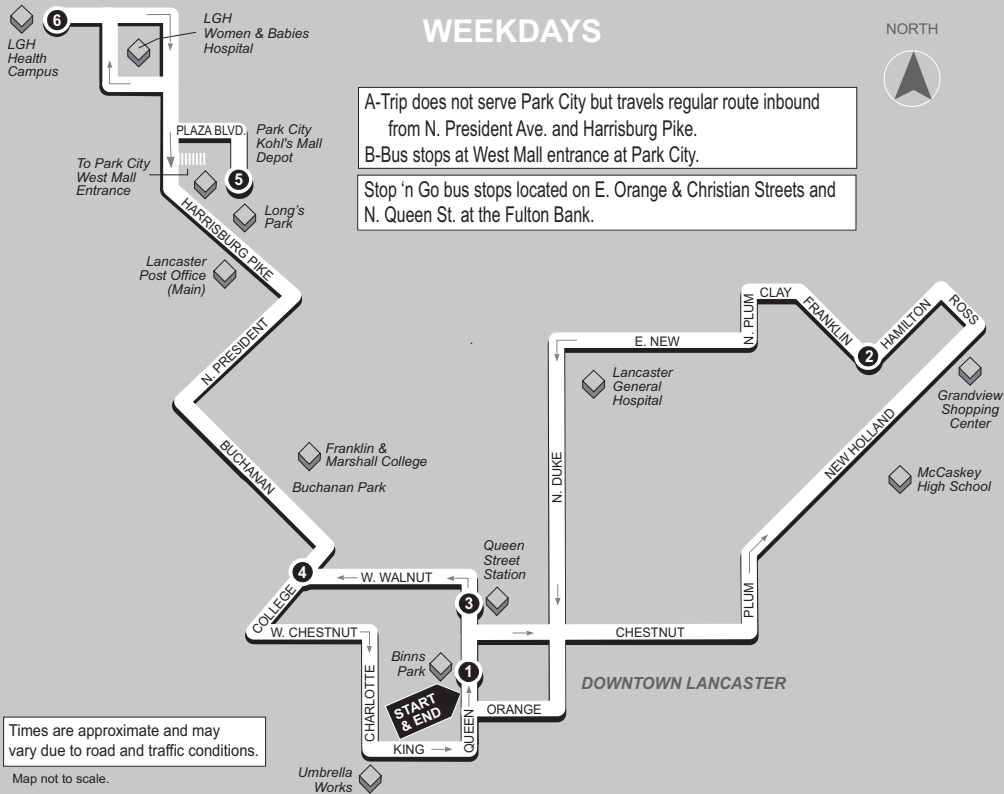 WEEKDAYS
NORTH
6
LGH
Health
Campus
LGH
Women & Babies
Hospital
A-Trip does not serve Park City but travels regular route inbound
from N. President Ave. and Harrisburg Pike.
B-Bus stops at West Mall entrance at Park City.
Stop ‘n Go bus stops located on E. Orange & Christian Streets and
N. Queen St. at the Fulton Bank.
PLAZA BLVD.
Park City
Kohl's Mall
Depot
To Park City
West Mall
Entrance
5
Long's
Park
HARRISBURG PIKE
Lancaster
Post Office
(Main)
N. PRESIDENT
BUCHANAN
Franklin &
Marshall College
Buchanan Park
CLAY
N. PLUM
FRANKLIN
HAMILTON
ROSS
2
E. NEW
Lancaster
General
Hospital
Grandview
Shopping
Center
NEW HOLLAND
McCaskey
High School
N. DUKE
Queen
Street
Station
4
W. WALNUT
3
COLLEGE
W. CHESTNUT
CHESTNUT
PLUM
Binns
Park
1
DOWNTOWN LANCASTER
START
& END
ORANGE
CHARLOTTE
QUEEN
KING
Umbrella
Works
Times are approximate and may
vary due to road and traffic conditions.
Map not to scale.